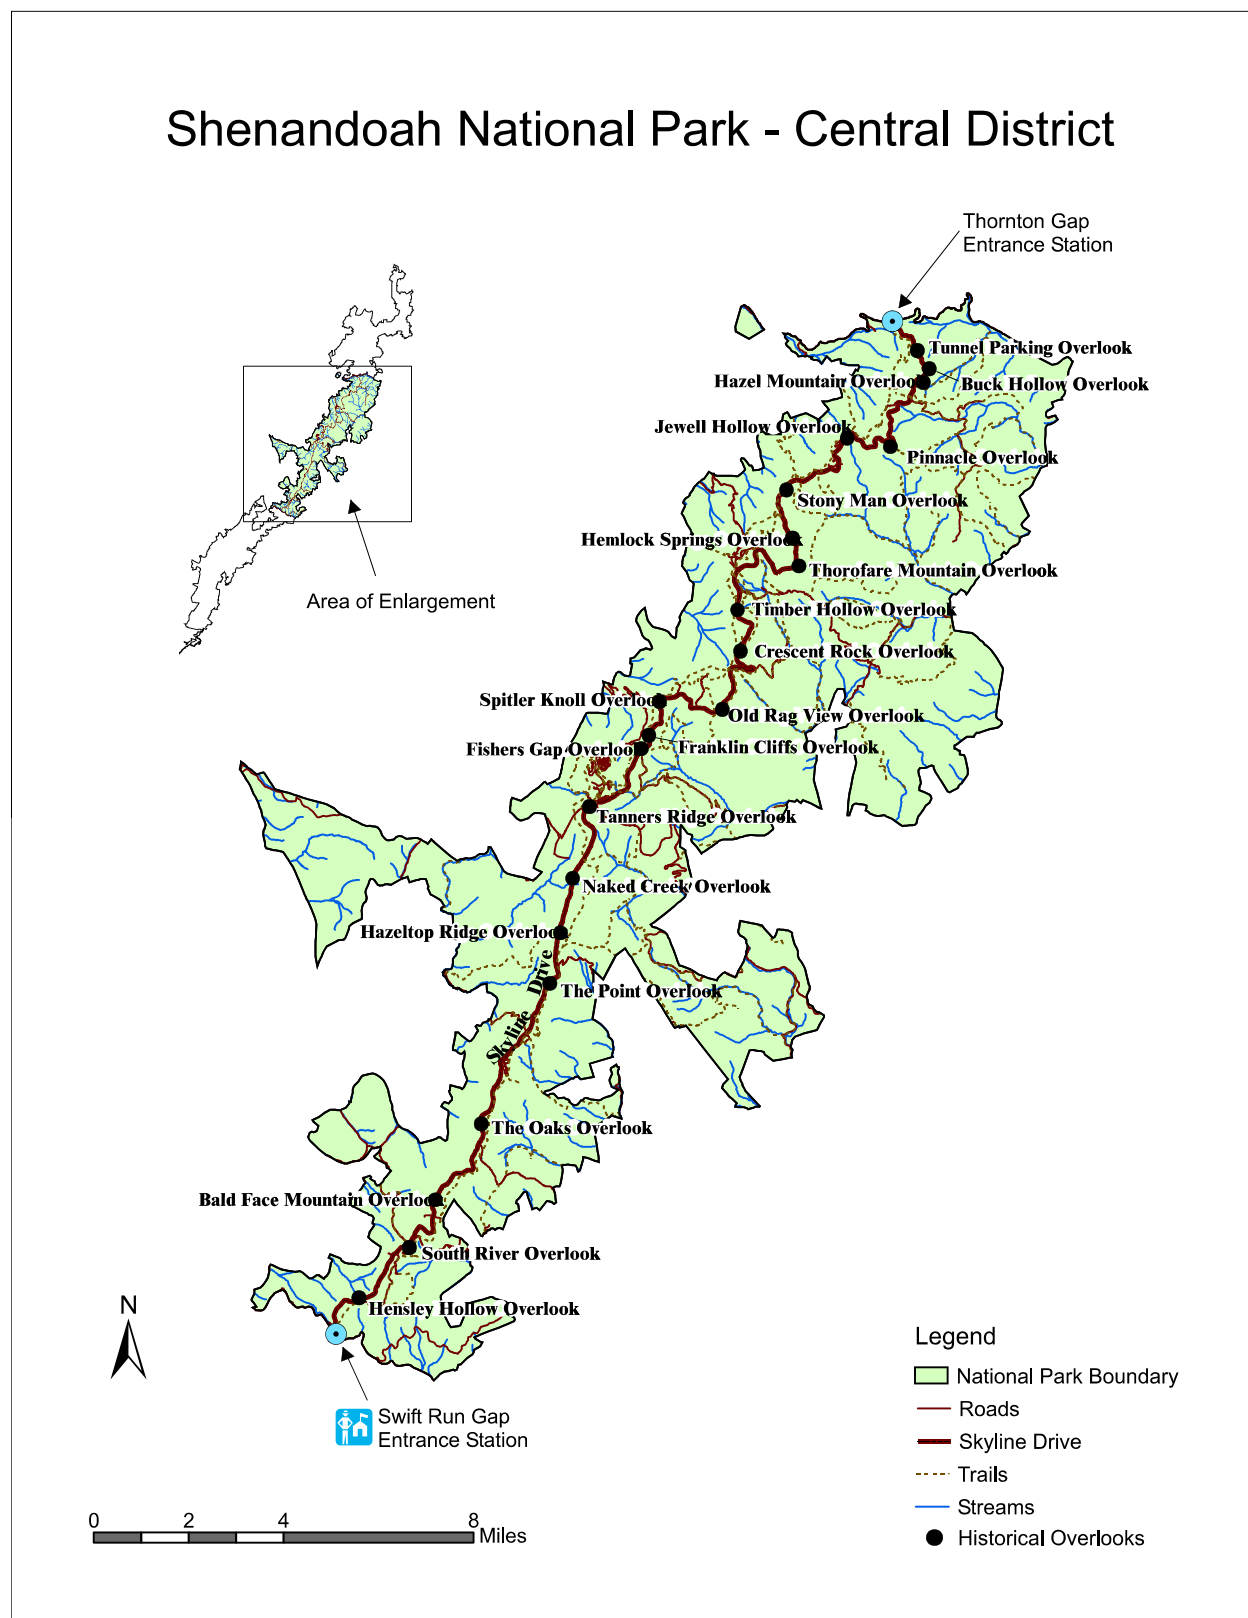 Shenandoah National Park - Central District
Thornton Gap
Entrance Station
Tunnel Parking Overlook
Hazel Mountain Overlook
Buck Hollow Overlook
Jewell Hollow Overlook
Pinnacle Overlook
Stony Man Overlook
Hemlock Springs Overlook
Thorofare Mountain Overlook
Area of Enlargement
Timber Hollow Overlook
Crescent Rock Overlook
Spitler Knoll Overlook
Old Rag View Overlook
Fishers Gap Overlook
Franklin Cliffs Overlook
Tanners Ridge Overlook
Naked Creek Overlook
Hazeltop Ridge Overlook
The Point Overlook
Skyline Drive
The Oaks Overlook
Bald Face Mountain Overlook
South River Overlook
Hensley Hollow Overlook
N
Swift Run Gap
Entrance Station
Legend
National Park Boundary
Roads
Skyline Drive
Trails
Streams
Historical Overlooks
0 2 4 8
Miles